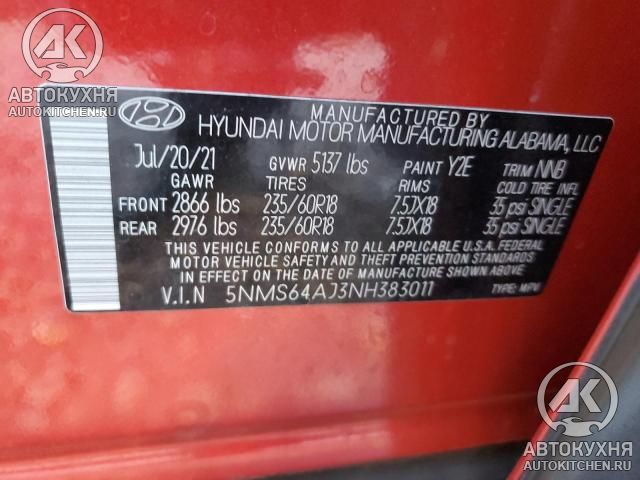 АВТОКУХНЯ
AUTOKITCHEN.RU
MANUFACTURED BY
HYUNDAI MOTOR MANUFACTURING ALABAMA, LLC
Jul/20/21 GVWR 5137 lbs PAINT Y2E TRIM NNB
GAWR TIRES RIMS COLD TIRE INFL
FRONT 2866 lbs 235/60R18 7.5JX18 35 psi SINGLE
REAR 2976 lbs 235/60R18 7.5JX18 35 psi SINGLE
THIS VEHICLE CONFORMS TO ALL APPLICABLE U.S.A. FEDERAL
MOTOR VEHICLE SAFETY AND THEFT PREVENTION STANDARDS
IN EFFECT ON THE DATE OF MANUFACTURE SHOWN ABOVE.
V.I.N 5NMS64AJ3NH383011 TYPE: MPV
АВТОКУХНЯ
AUTOKITCHEN.RU